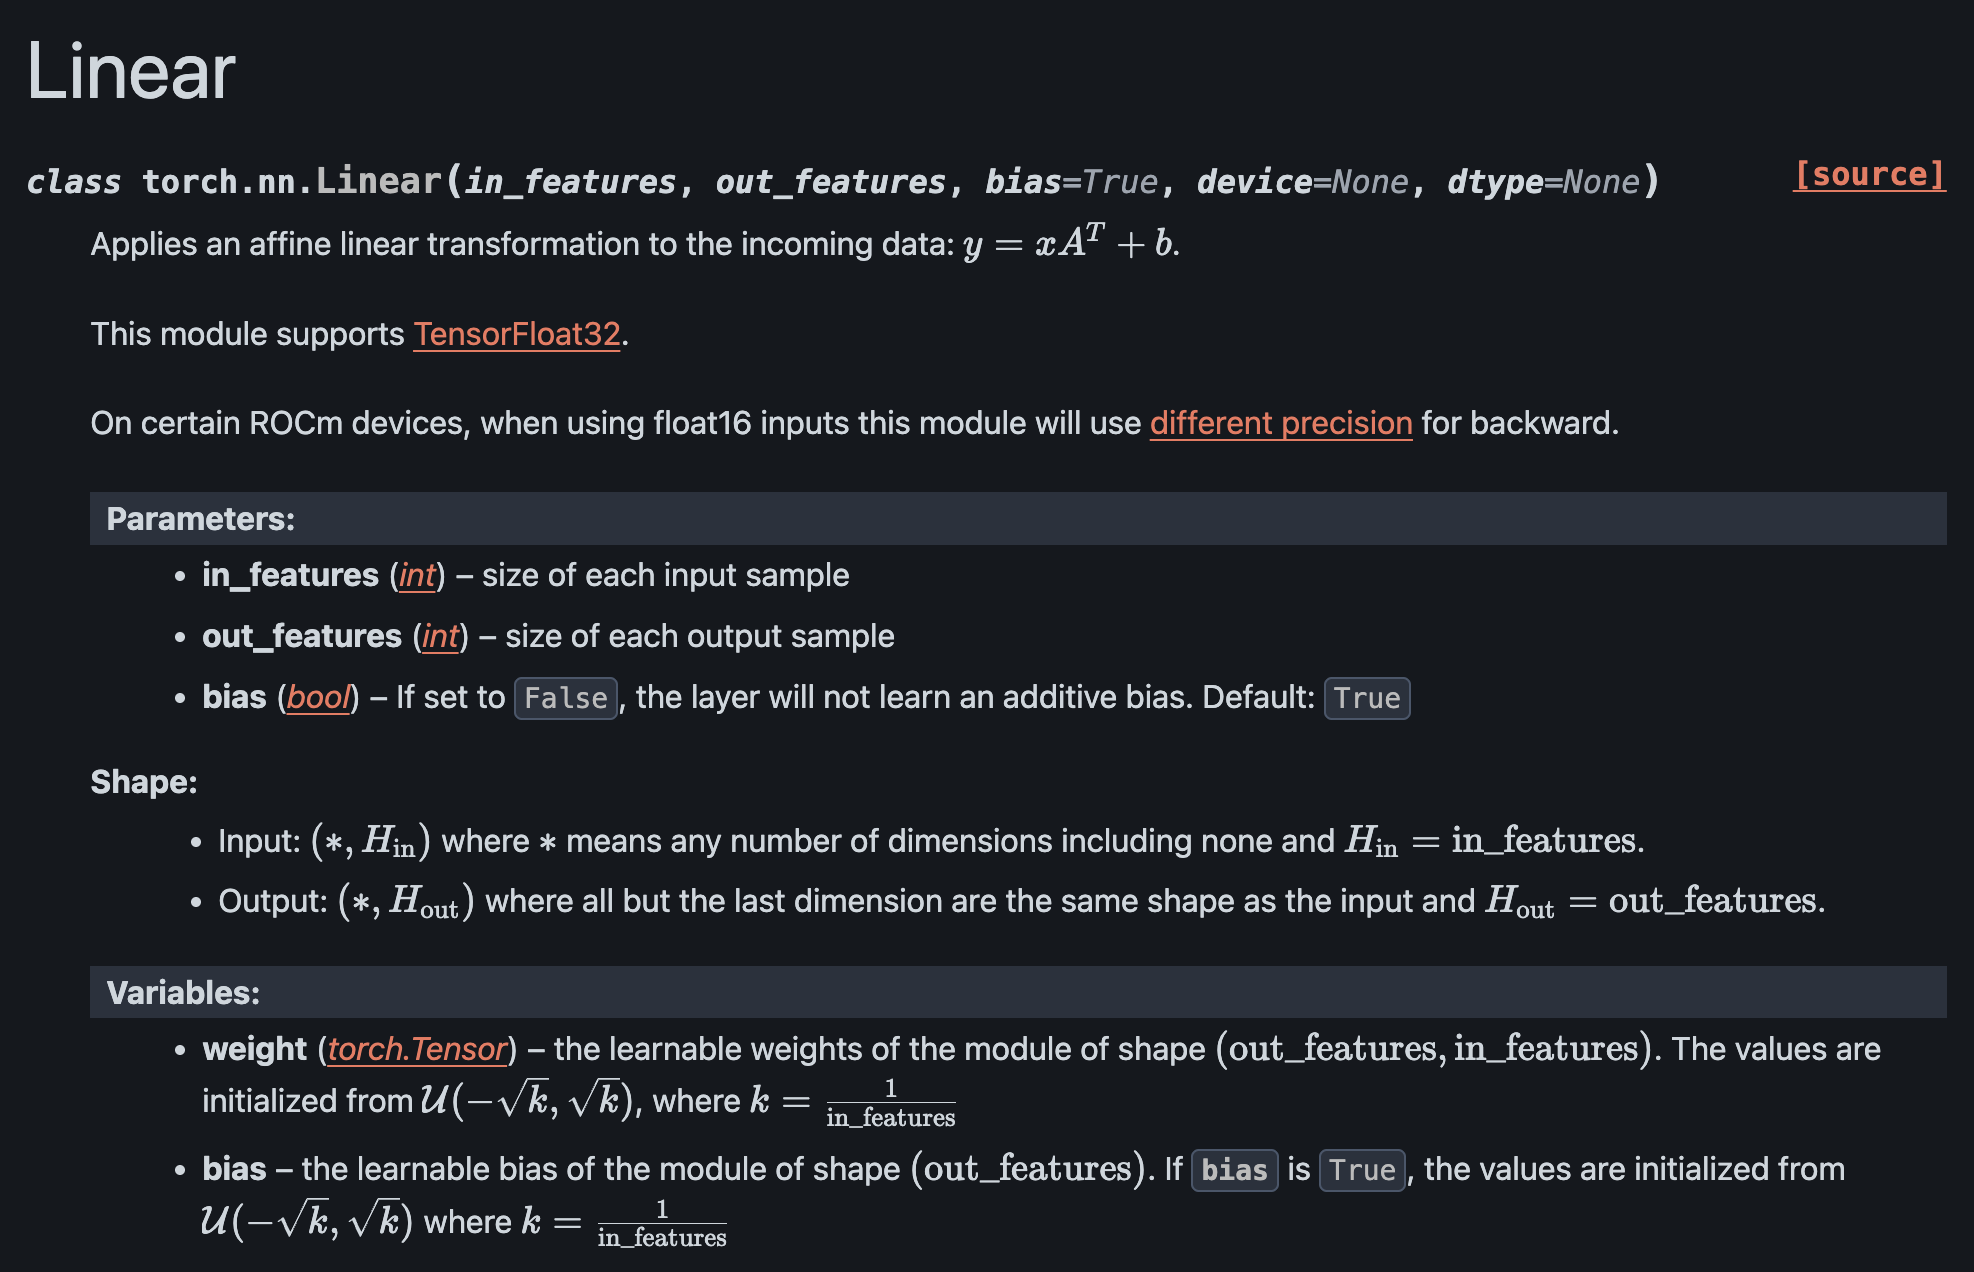 Linear
class torch.nn.Linear(in_features, out_features, bias=True, device=None, dtype=None) [source]
Applies an affine linear transformation to the incoming data: y = xA^T + b.
This module supports TensorFloat32.
On certain ROCm devices, when using float16 inputs this module will use different precision for backward.
Parameters:
• in_features (int) – size of each input sample
• out_features (int) – size of each output sample
• bias (bool) – If set to False, the layer will not learn an additive bias. Default: True
Shape:
• Input: (∗, H_in) where ∗ means any number of dimensions including none and H_in = in_features.
• Output: (∗, H_out) where all but the last dimension are the same shape as the input and H_out = out_features.
Variables:
• weight (torch.Tensor) – the learnable weights of the module of shape (out_features, in_features). The values are
initialized from 𝒰(−√k, √k), where k = 1/in_features
• bias – the learnable bias of the module of shape (out_features). If bias is True, the values are initialized from
𝒰(−√k, √k) where k = 1/in_features